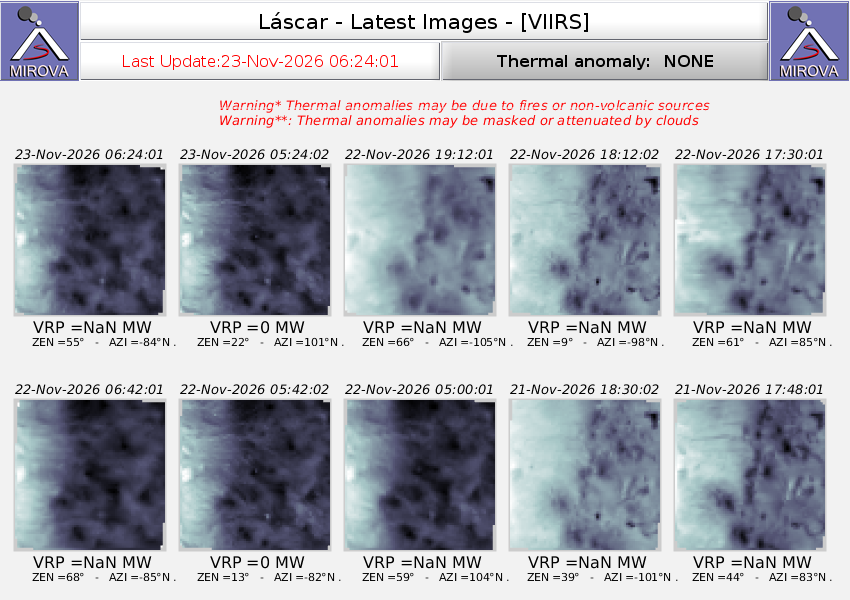 Láscar - Latest Images - [VIIRS]
MIROVA
Last Update:23-Nov-2026 06:24:01
Thermal anomaly: NONE
MIROVA
Warning* Thermal anomalies may be due to fires or non-volcanic sources
Warning**: Thermal anomalies may be masked or attenuated by clouds
23-Nov-2026 06:24:01 23-Nov-2026 05:24:02 22-Nov-2026 19:12:01 22-Nov-2026 18:12:02 22-Nov-2026 17:30:01
VRP =NaN MW VRP =0 MW VRP =NaN MW VRP =NaN MW VRP =NaN MW
ZEN =55° - AZI =-84°N . ZEN =22° - AZI =101°N . ZEN =66° - AZI =-105°N . ZEN =9° - AZI =-98°N . ZEN =61° - AZI =85°N .
22-Nov-2026 06:42:01 22-Nov-2026 05:42:02 22-Nov-2026 05:00:01 21-Nov-2026 18:30:02 21-Nov-2026 17:48:01
VRP =NaN MW VRP =0 MW VRP =NaN MW VRP =NaN MW VRP =NaN MW
ZEN =68° - AZI =-85°N . ZEN =13° - AZI =-82°N . ZEN =59° - AZI =104°N . ZEN =39° - AZI =-101°N . ZEN =44° - AZI =83°N .